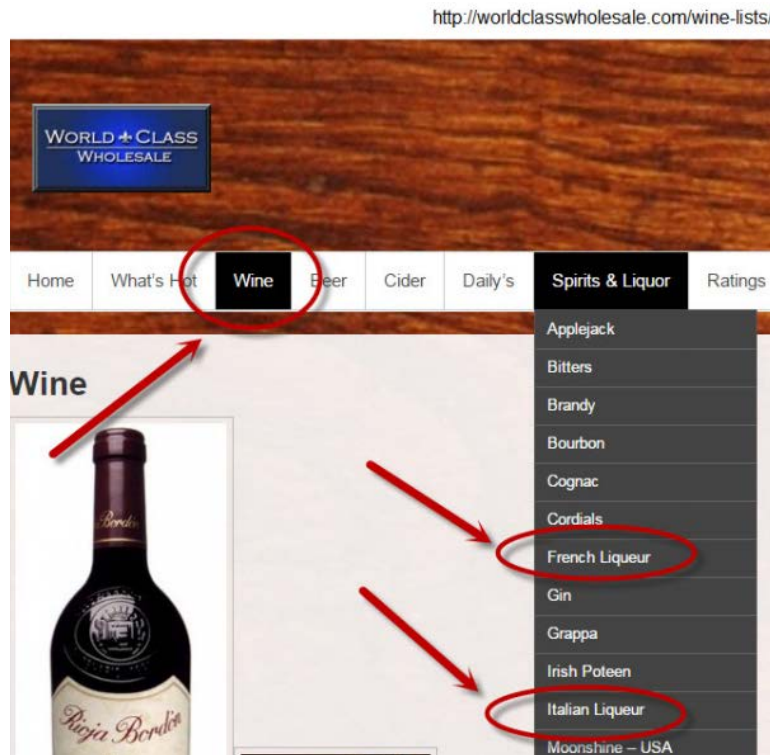 http://worldclasswholesale.com/wine-lists/
WORLD CLASS
WHOLESALE
Home What's Hot Wine Beer Cider Daily's Spirits & Liquor Ratings
Applejack
Bitters
Wine
Brandy
Bourbon
Cognac
Cordials
Bordón
French Liqueur
Gin
Grappa
Irish Poteen
Italian Liqueur
Rioja Bordón
Moonshine – USA